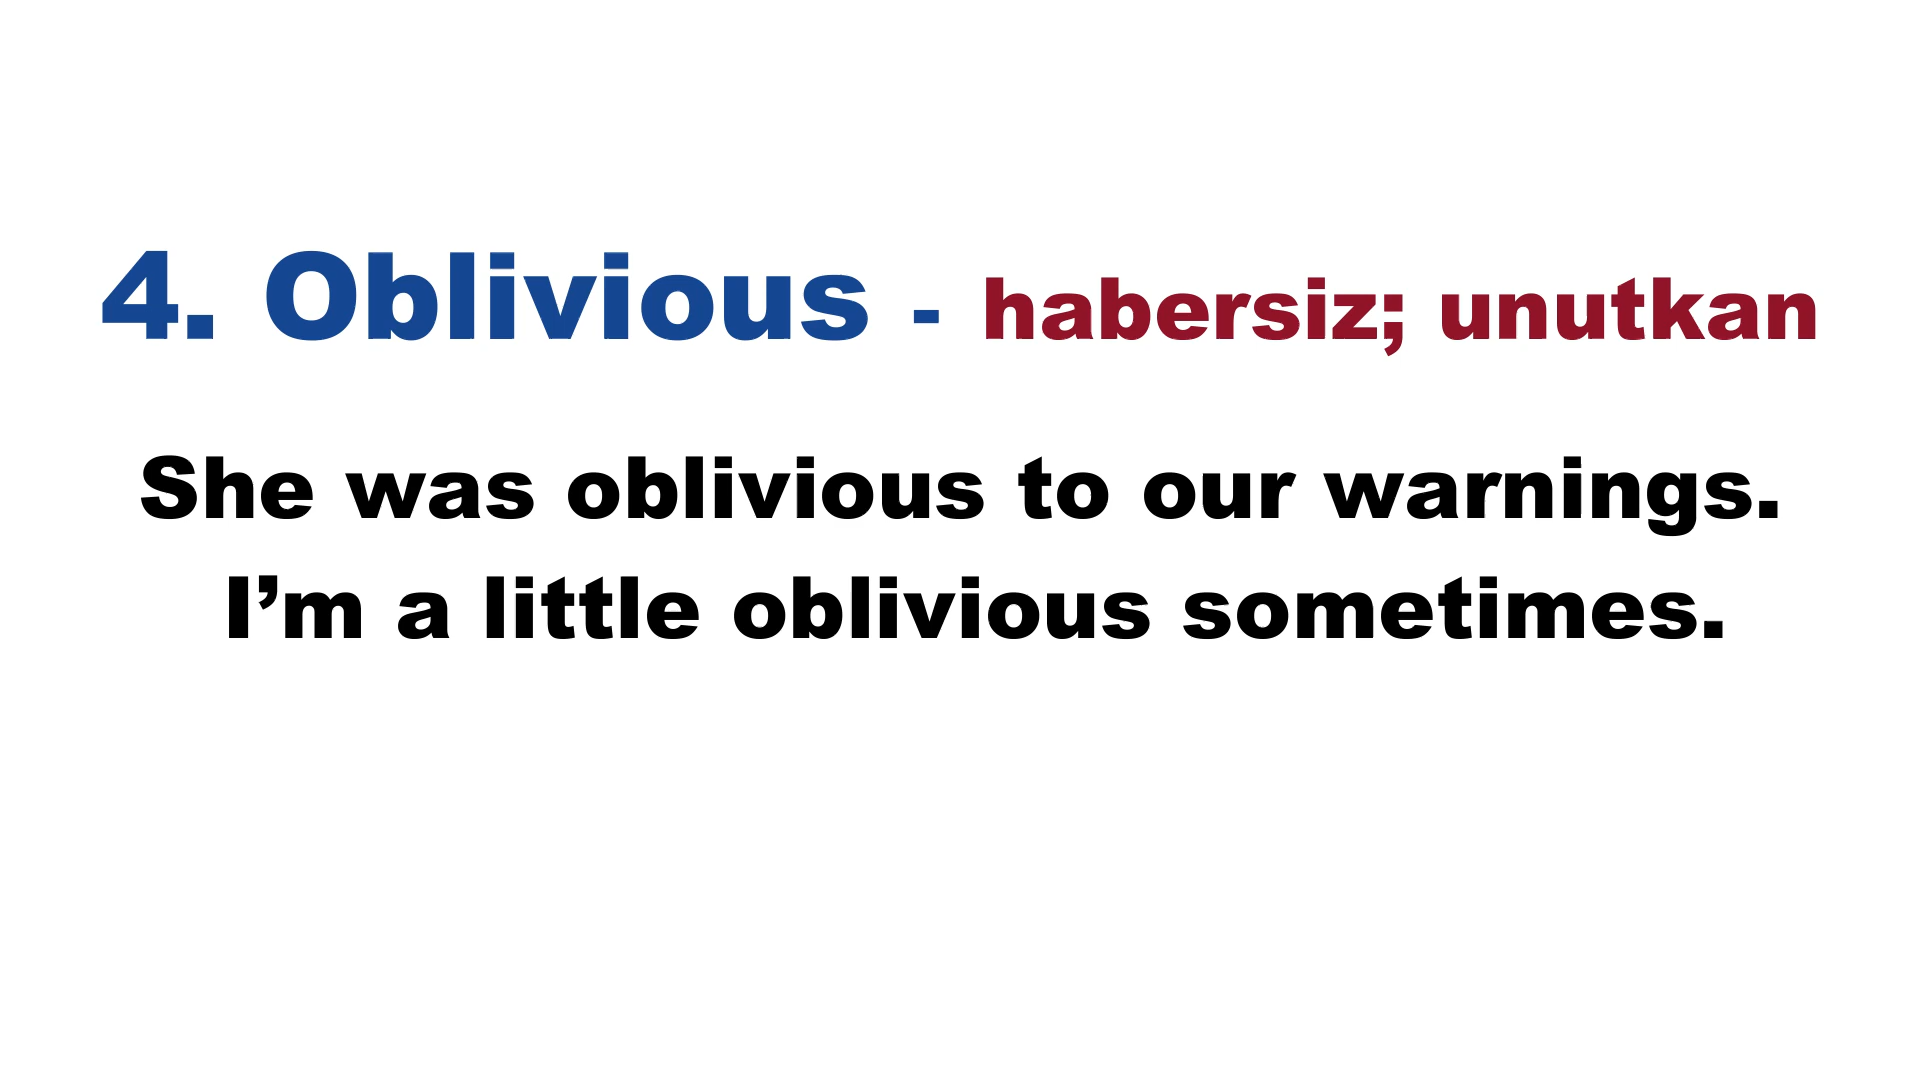 4. Oblivious - habersiz; unutkan
She was oblivious to our warnings.
I’m a little oblivious sometimes.